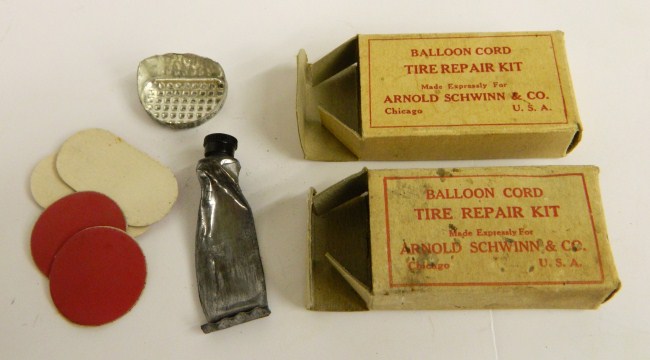 BALLOON CORD
TIRE REPAIR KIT
Made Expressly For
ARNOLD SCHWINN & CO.
Chicago U. S. A.
BALLOON CORD
TIRE REPAIR KIT
Made Expressly For
ARNOLD SCHWINN & CO.
Chicago U. S. A.